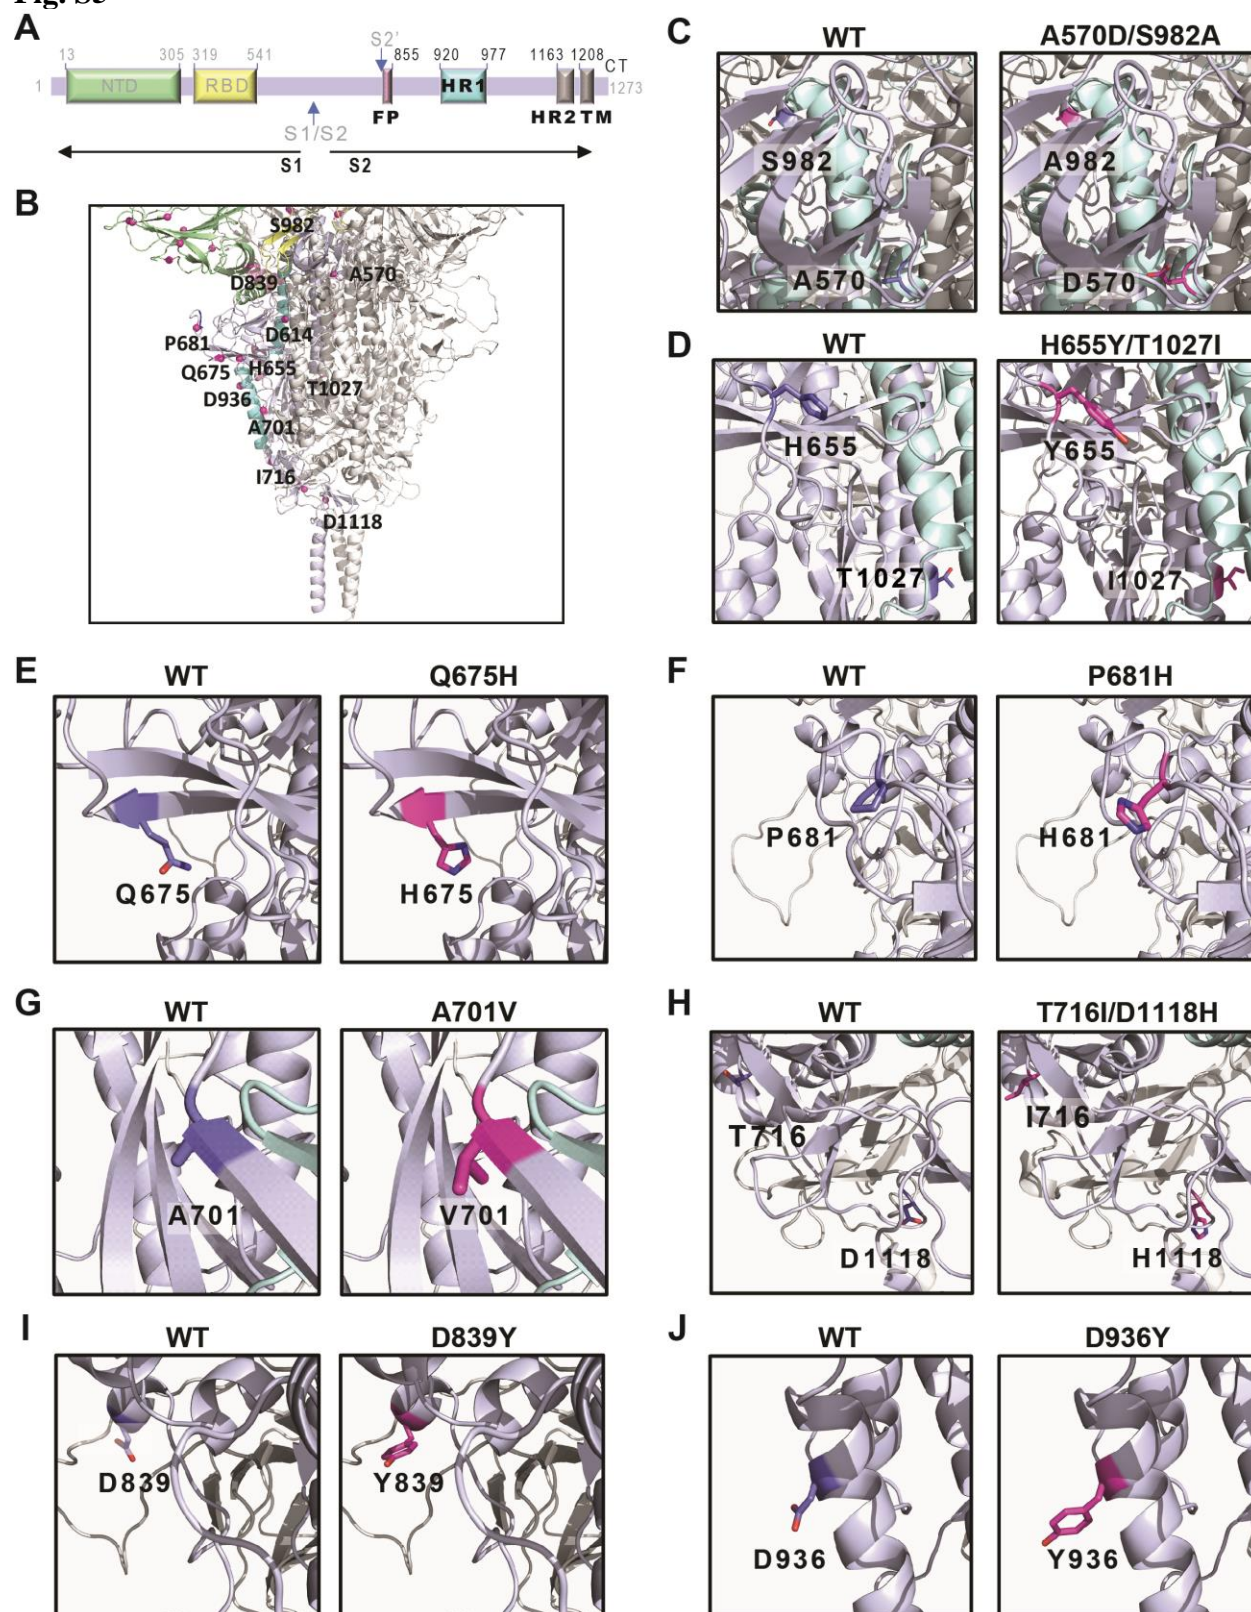 A
13 305 319 541 S2' 855 920 977 1163 1208 CT
1 NTD RBD HR1 1273
FP HR2 TM
S1/S2
S1 S2
B
S982
D839 A570
D614
P681
H655
Q675
T1027
D936
A701
I716
D1118
C
WT A570D/S982A
S982 A982
A570 D570
D
WT H655Y/T1027I
H655 Y655
T1027 I1027
E
WT Q675H
Q675 H675
F
WT P681H
P681 H681
G
WT A701V
A701 V701
H
WT T716I/D1118H
T716 I716
D1118 H1118
I
WT D839Y
D839 Y839
J
WT D936Y
D936 Y936